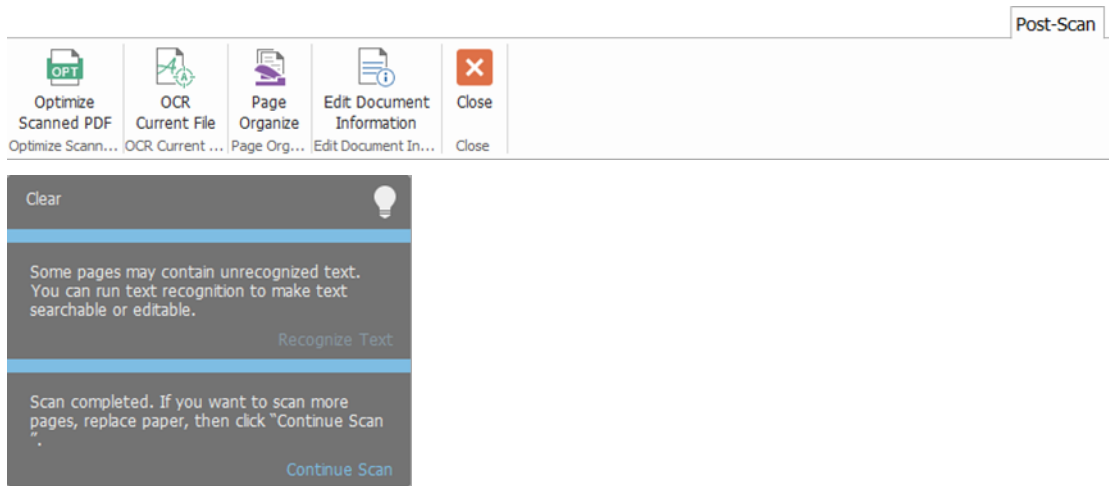 Post-Scan
OPT
Optimize
Scanned PDF
OCR
Current File
Page
Organize
Edit Document
Information
Close
Optimize Scann...
OCR Current ...
Page Org...
Edit Document In...
Close
Clear
Some pages may contain unrecognized text.
You can run text recognition to make text
searchable or editable.
Recognize Text
Scan completed. If you want to scan more
pages, replace paper, then click “Continue Scan
”.
Continue Scan